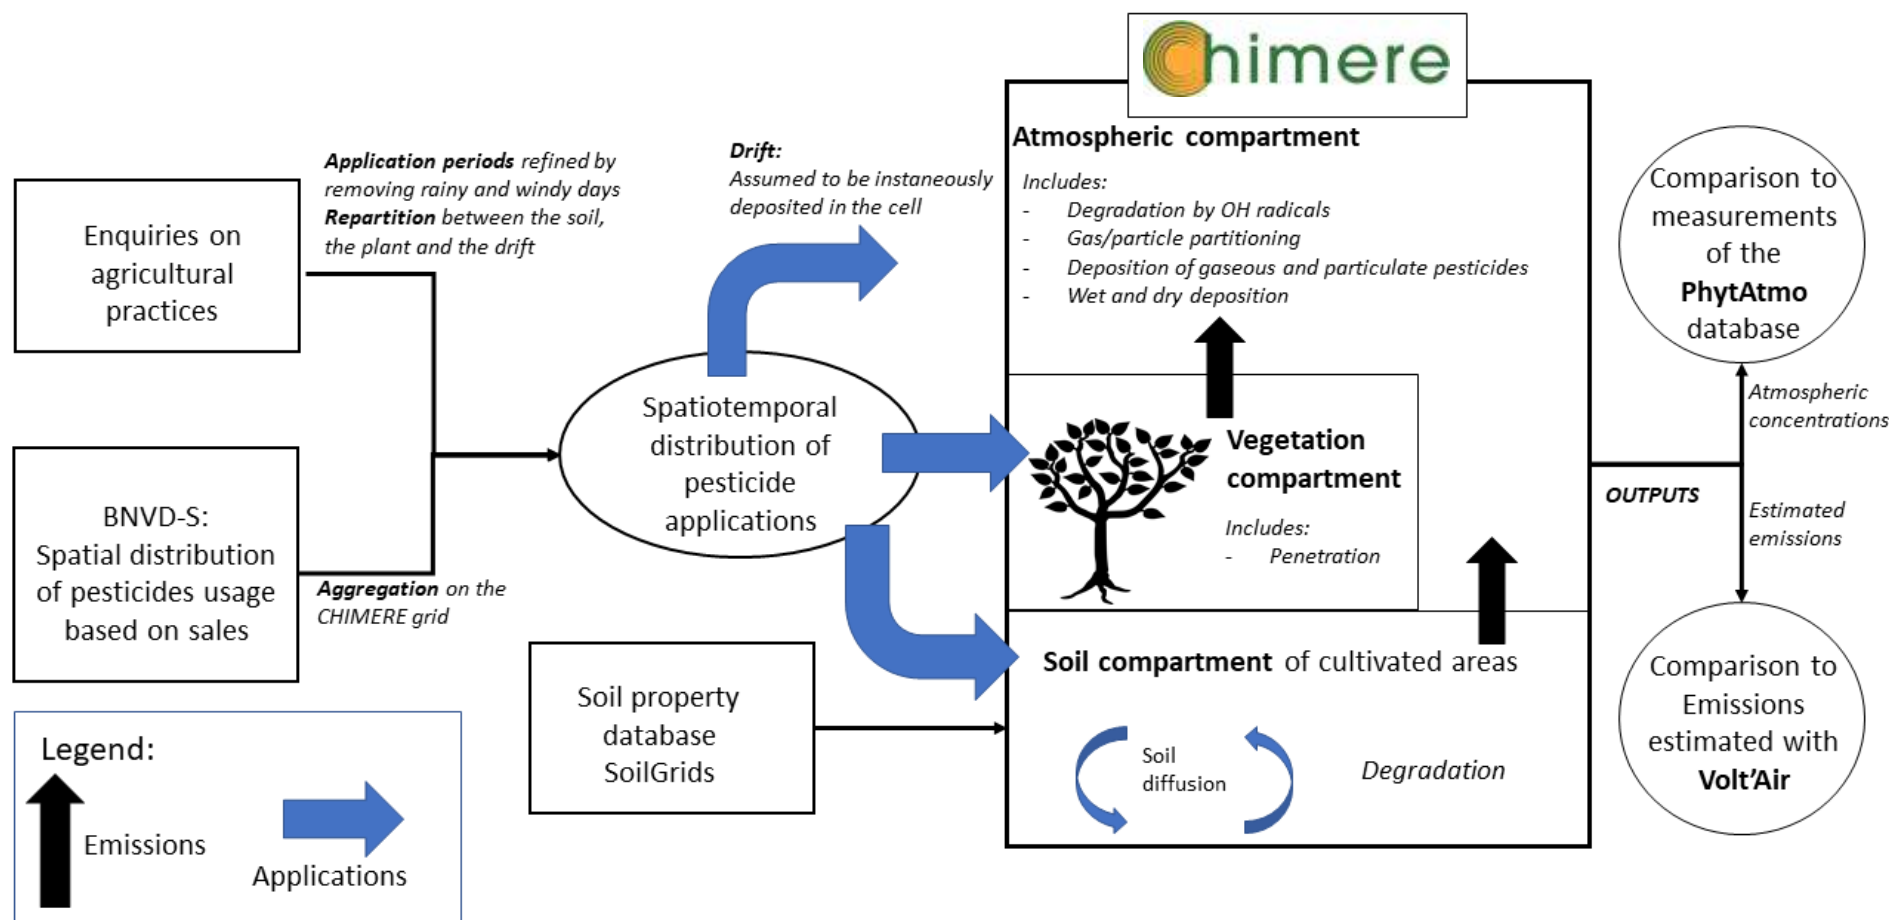 Chimere
Enquiries on
agricultural
practices
Application periods refined by
removing rainy and windy days
Repartition between the soil,
the plant and the drift
BNVD-S:
Spatial distribution
of pesticides usage
based on sales
Aggregation on the
CHIMERE grid
Drift:
Assumed to be instaneously
deposited in the cell
Spatiotemporal
distribution of
pesticide
applications
Soil property
database
SoilGrids
Atmospheric compartment
Includes:
- Degradation by OH radicals
- Gas/particle partitioning
- Deposition of gaseous and particulate pesticides
- Wet and dry deposition
Vegetation
compartment
Includes:
- Penetration
Soil compartment of cultivated areas
Soil
diffusion
Degradation
OUTPUTS
Comparison to
measurements
of the
PhytAtmo
database
Atmospheric
concentrations
Estimated
emissions
Comparison to
Emissions
estimated with
Volt'Air
Legend:
Emissions
Applications